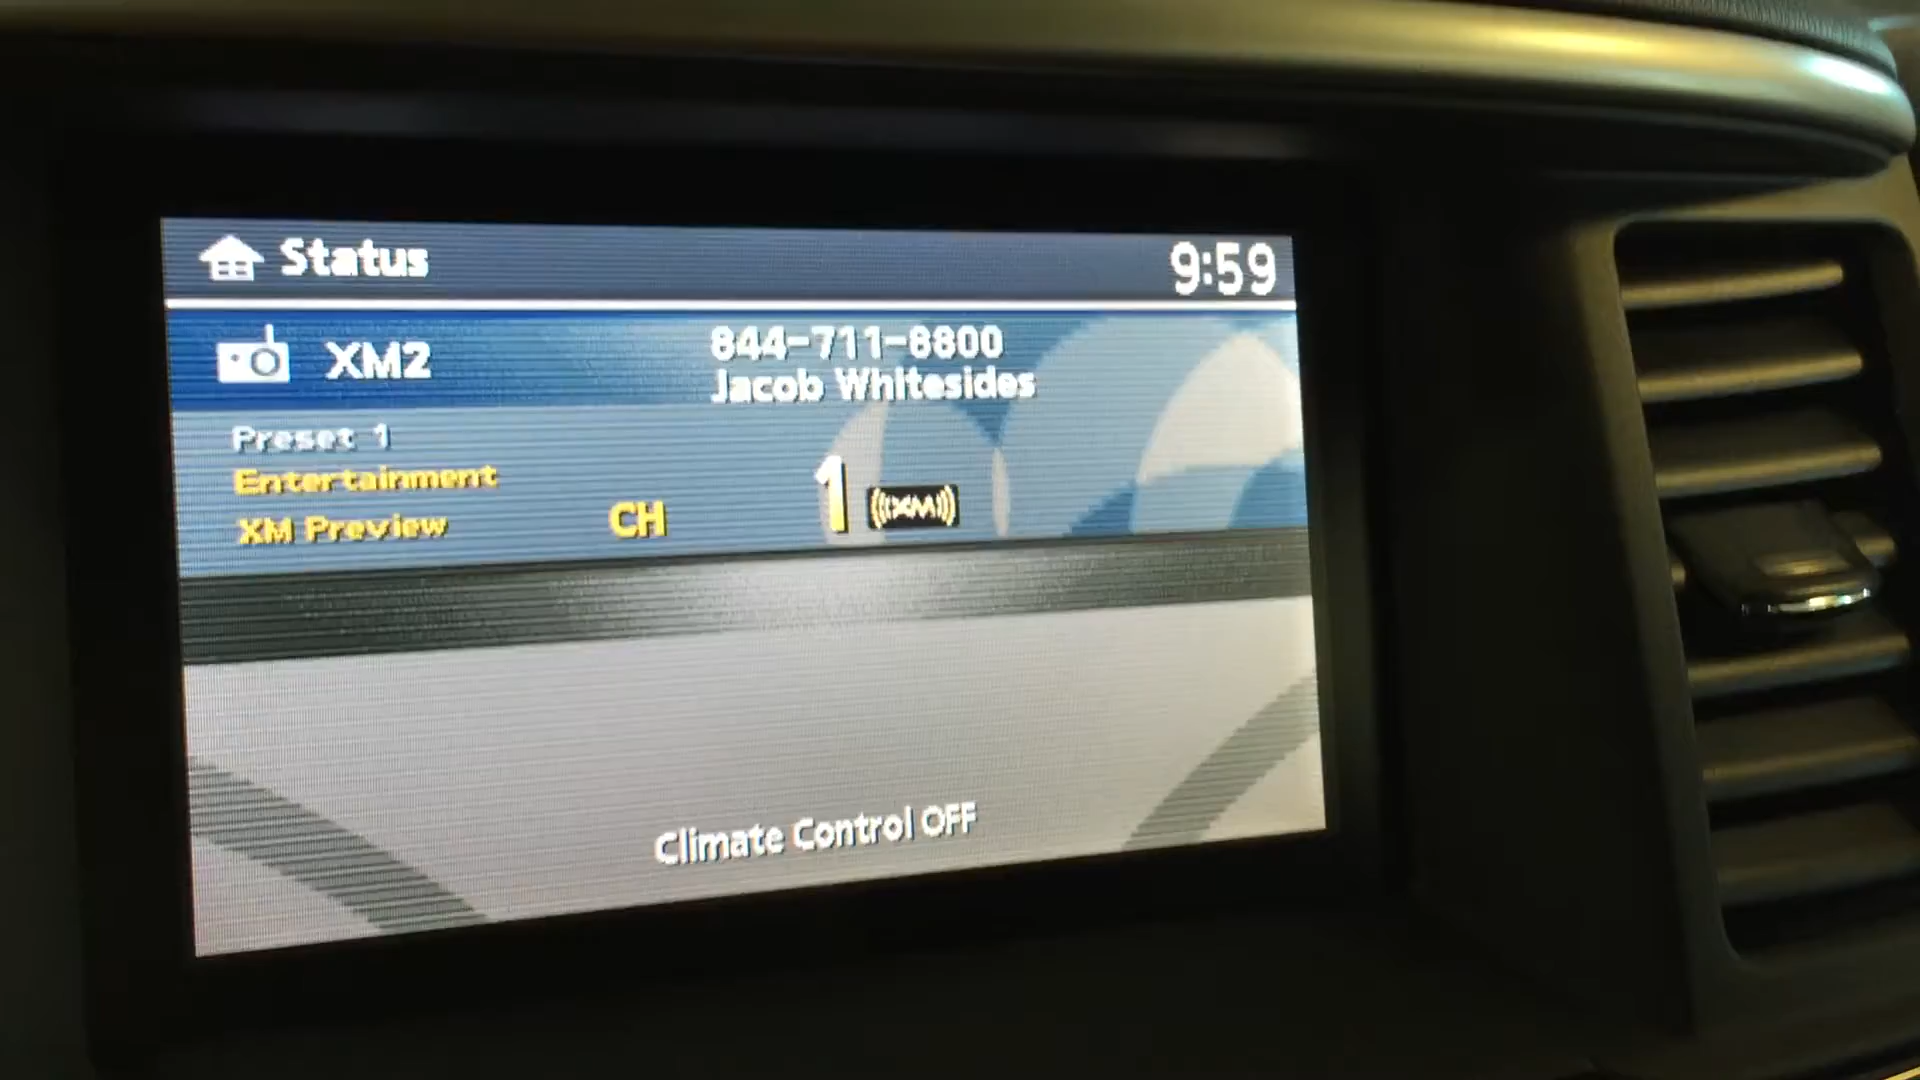 Status
9:59
XM2
844-711-8800
Jacob Whitesides
Preset 1
Entertainment
XM Preview
CH
1
((XM))
Climate Control OFF